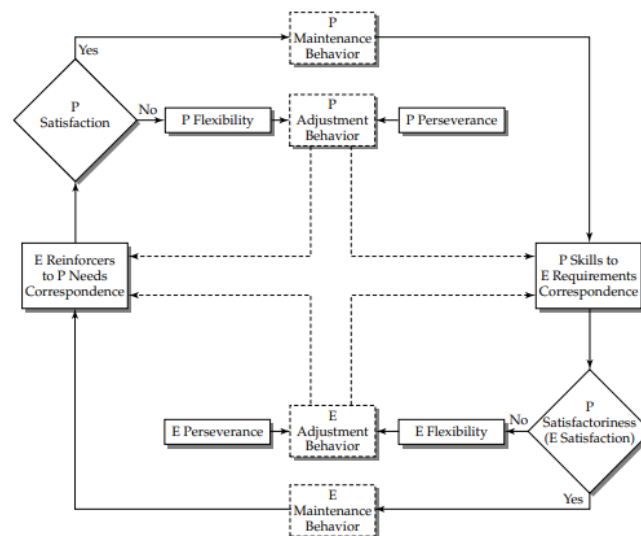 P
Maintenance
Behavior
Yes
P
Satisfaction
No
P Flexibility
P
Adjustment
Behavior
P Perseverance
E Reinforcers
to P Needs
Correspondence
P Skills to
E Requirements
Correspondence
E Perseverance
E
Adjustment
Behavior
E Flexibility
No
P
Satisfactoriness
(E Satisfaction)
Yes
E
Maintenance
Behavior